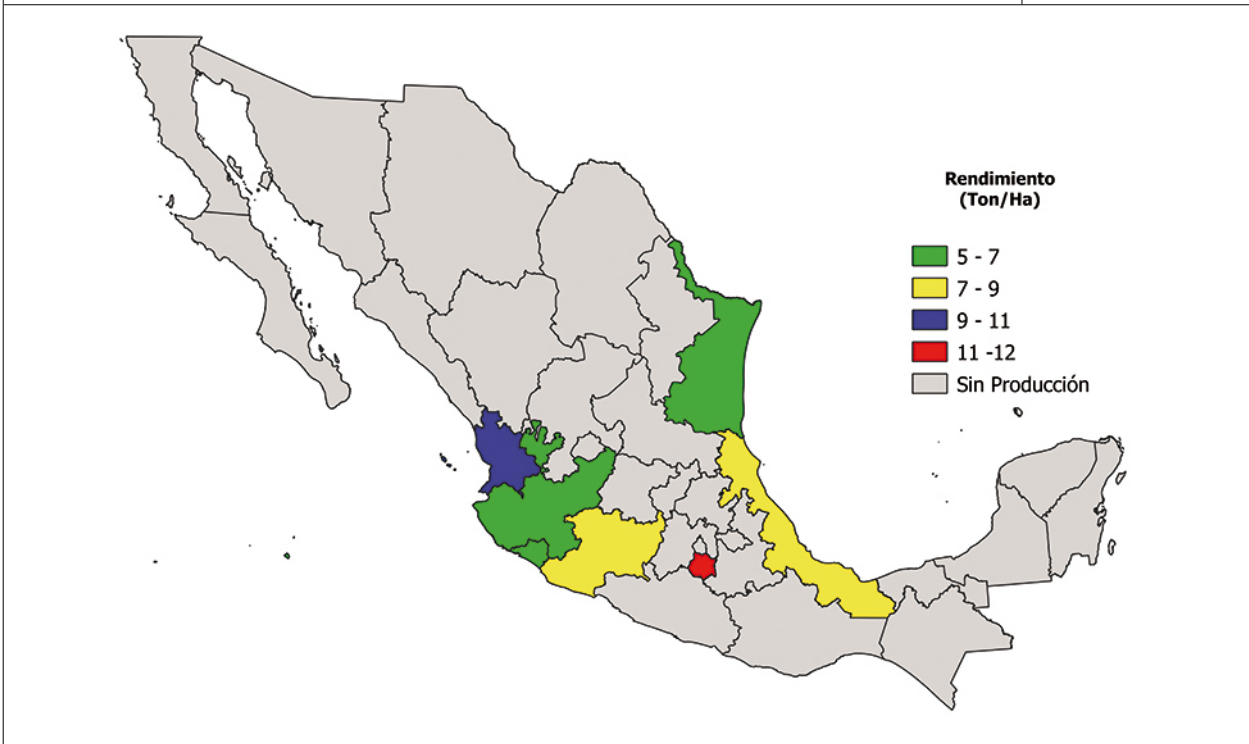 Rendimiento
(Ton/Ha)
5 - 7
7 - 9
9 - 11
11 -12
Sin Producción